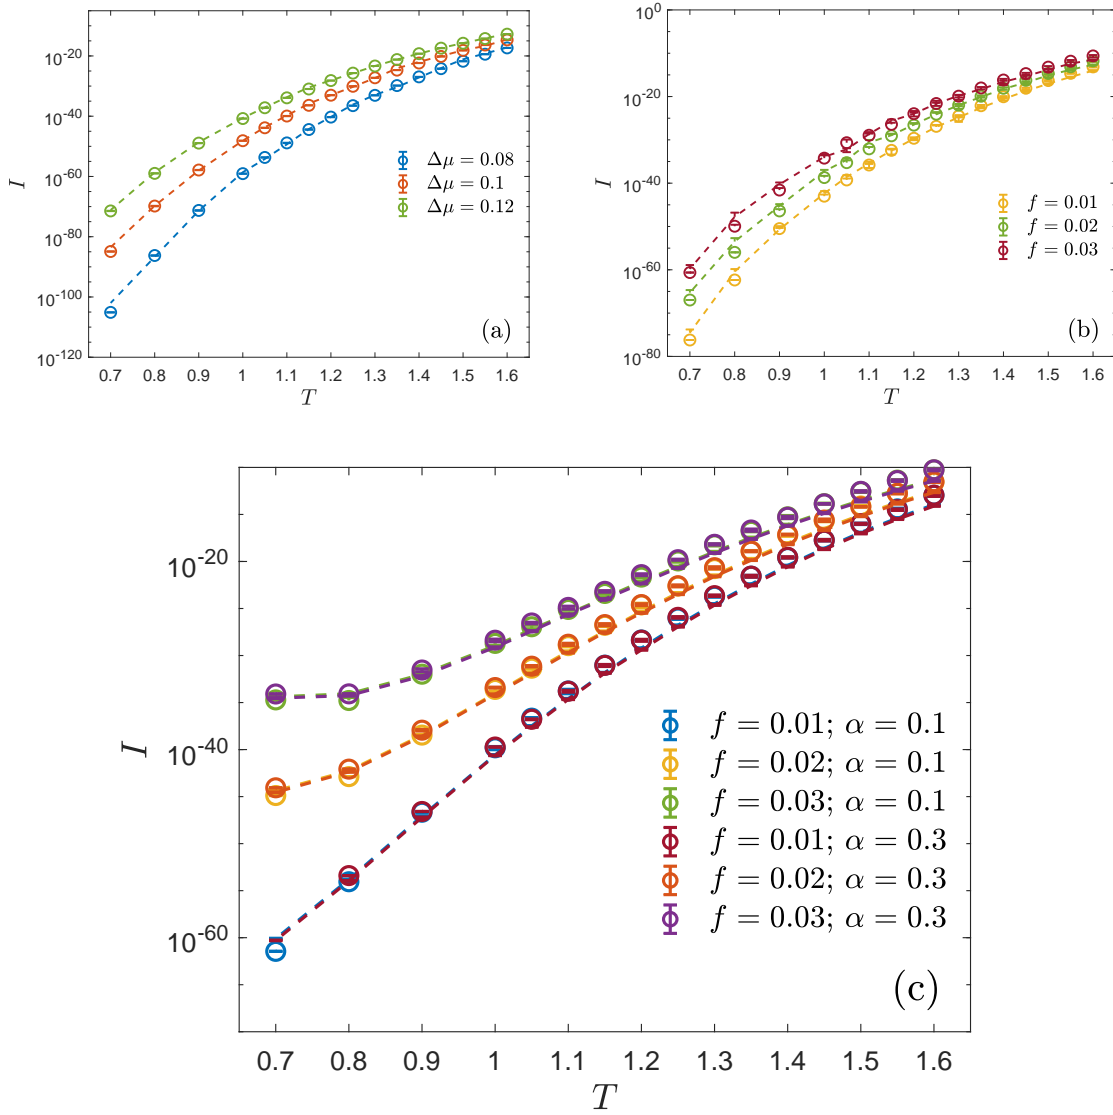 10^{-20}
10^{-40}
10^{-60}
10^{-80}
10^{-100}
10^{-120}
I
Δμ = 0.08
Δμ = 0.1
Δμ = 0.12
(a)
0.7 0.8 0.9 1 1.1 1.2 1.3 1.4 1.5 1.6
T
10^{0}
10^{-20}
10^{-40}
10^{-60}
10^{-80}
I
f = 0.01
f = 0.02
f = 0.03
(b)
0.7 0.8 0.9 1 1.1 1.2 1.3 1.4 1.5 1.6
T
10^{-20}
10^{-40}
10^{-60}
I
f = 0.01; α = 0.1
f = 0.02; α = 0.1
f = 0.03; α = 0.1
f = 0.01; α = 0.3
f = 0.02; α = 0.3
f = 0.03; α = 0.3
(c)
0.7 0.8 0.9 1 1.1 1.2 1.3 1.4 1.5 1.6
T